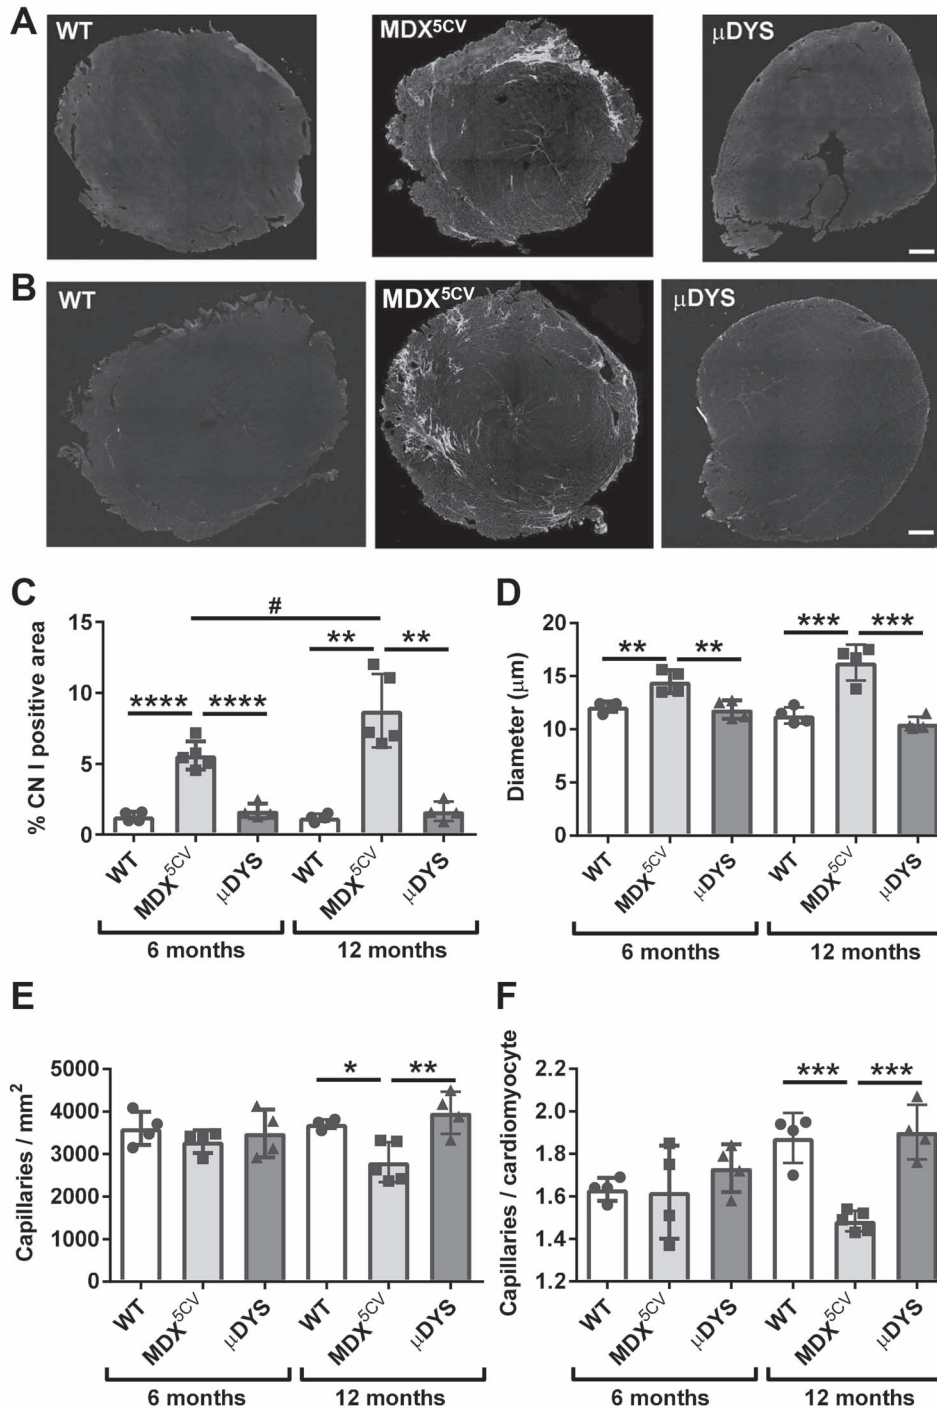 A
WT
MDX5CV
μDYS
B
WT
MDX5CV
μDYS
C
% CN I positive area
15
10
5
0
#
**** ****
** **
WT
MDX5CV
μDYS
WT
MDX5CV
μDYS
6 months
12 months
D
Diameter (μm)
20
15
10
5
0
** **
*** ***
WT
MDX5CV
μDYS
WT
MDX5CV
μDYS
6 months
12 months
E
Capillaries / mm2
5000
4000
3000
2000
1000
0
* **
WT
MDX5CV
μDYS
WT
MDX5CV
μDYS
6 months
12 months
F
Capillaries / cardiomyocyte
2.2
2.0
1.8
1.6
1.4
1.2
*** ***
WT
MDX5CV
μDYS
WT
MDX5CV
μDYS
6 months
12 months